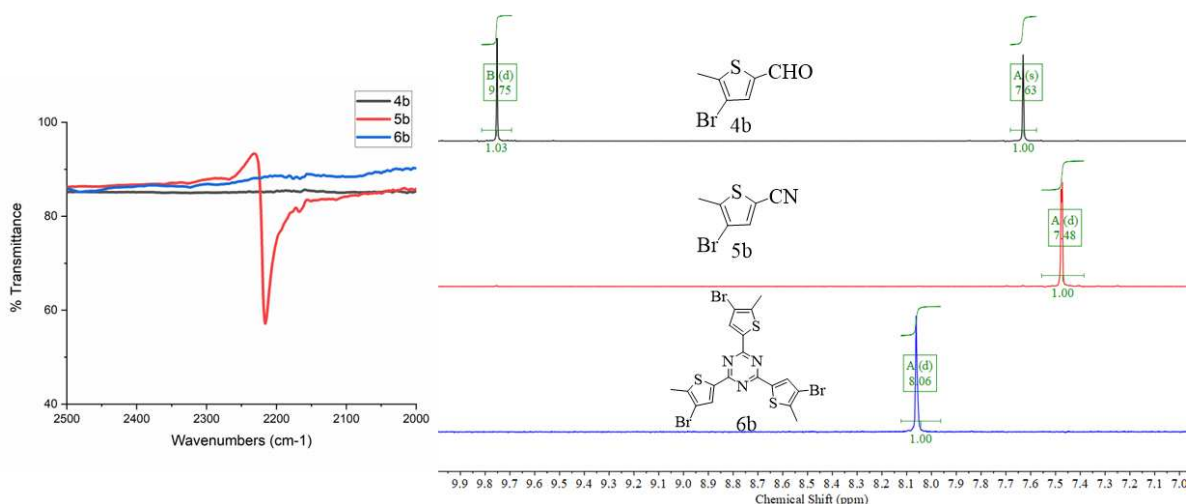 4b
5b
6b
100
80
60
40
% Transmittance
2500
2400
2300
2200
2100
2000
Wavenumbers (cm-1)
B (d)
9.75
1.03
S
CHO
Br
4b
A (s)
7.63
1.00
S
CN
Br
5b
A (d)
7.48
1.00
Br
S
N
N
N
S
Br
Br
S
6b
A (d)
8.06
1.00
9.9 9.8 9.7 9.6 9.5 9.4 9.3 9.2 9.1 9.0 8.9 8.8 8.7 8.6 8.5 8.4 8.3 8.2 8.1 8.0 7.9 7.8 7.7 7.6 7.5 7.4 7.3 7.2 7.1 7.0
Chemical Shift (ppm)